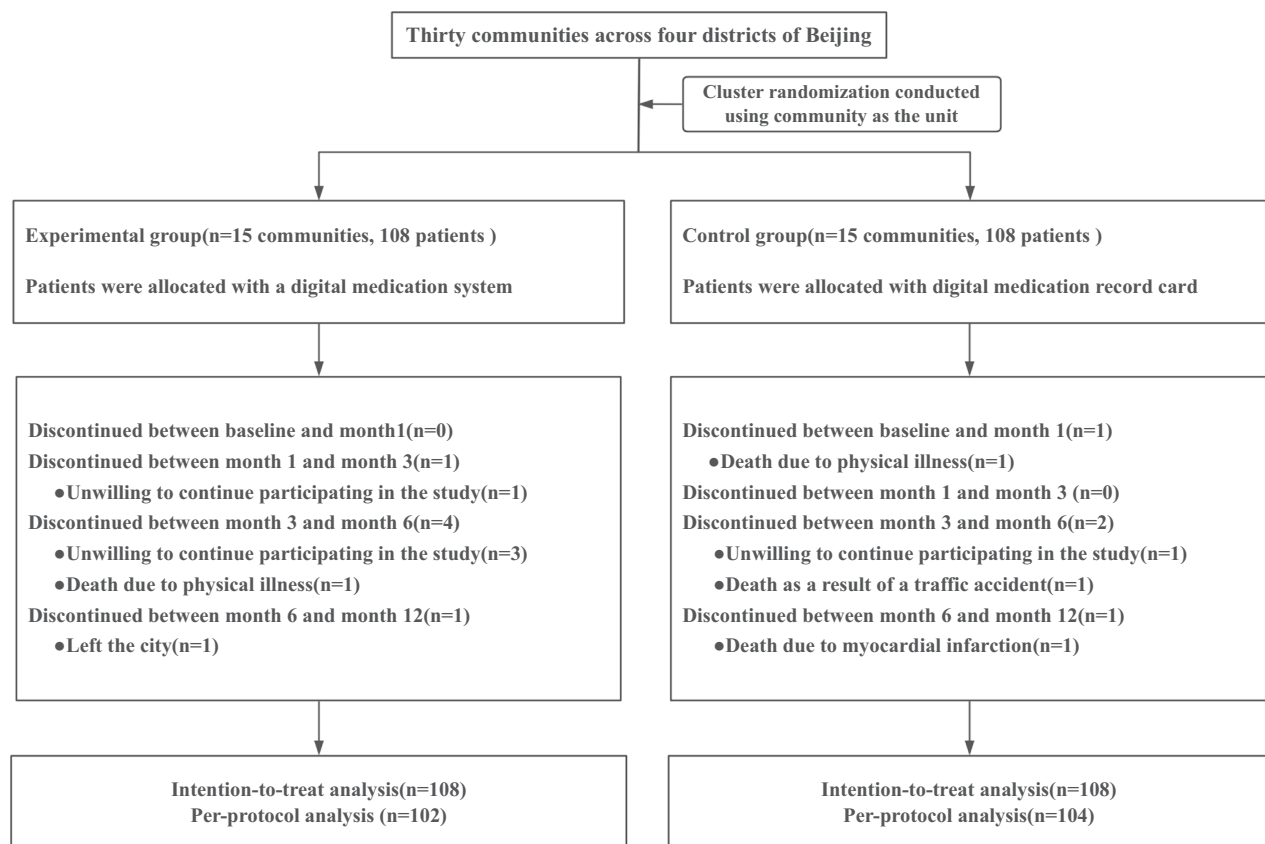 Thirty communities across four districts of Beijing
Cluster randomization conducted
using community as the unit
Experimental group(n=15 communities, 108 patients )
Patients were allocated with a digital medication system
Control group(n=15 communities, 108 patients )
Patients were allocated with digital medication record card
Discontinued between baseline and month1(n=0)
Discontinued between month 1 and month 3(n=1)
●Unwilling to continue participating in the study(n=1)
Discontinued between month 3 and month 6(n=4)
●Unwilling to continue participating in the study(n=3)
●Death due to physical illness(n=1)
Discontinued between month 6 and month 12(n=1)
●Left the city(n=1)
Discontinued between baseline and month 1(n=1)
●Death due to physical illness(n=1)
Discontinued between month 1 and month 3 (n=0)
Discontinued between month 3 and month 6(n=2)
●Unwilling to continue participating in the study(n=1)
●Death as a result of a traffic accident(n=1)
Discontinued between month 6 and month 12(n=1)
●Death due to myocardial infarction(n=1)
Intention-to-treat analysis(n=108)
Per-protocol analysis (n=102)
Intention-to-treat analysis(n=108)
Per-protocol analysis(n=104)